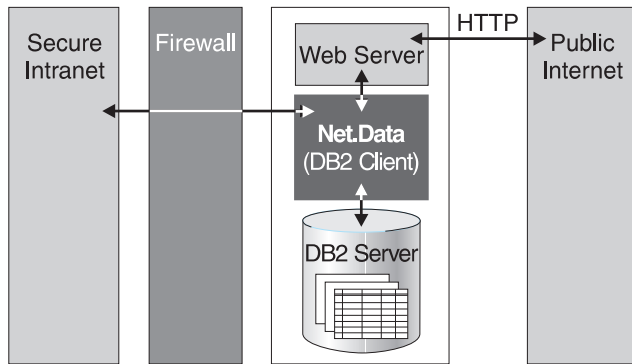 Secure
Intranet
Firewall
Web Server
HTTP
Public
Internet
Net.Data
(DB2 Client)
DB2 Server